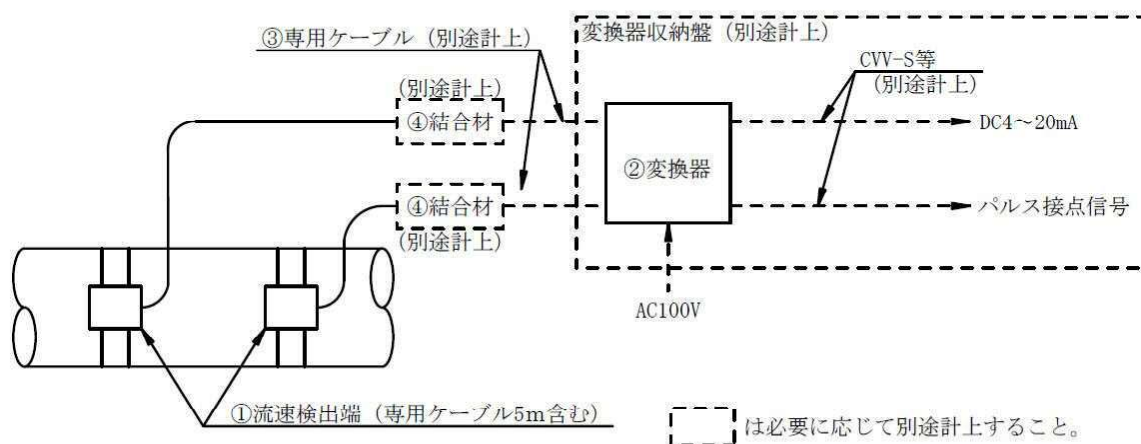 ③専用ケーブル（別途計上）
変換器収納盤（別途計上）
CVV-S等
（別途計上）
（別途計上）
④結合材
DC4～20mA
②変換器
④結合材
（別途計上）
パルス接点信号
AC100V
①流速検出端（専用ケーブル5m含む）
は必要に応じて別途計上すること。